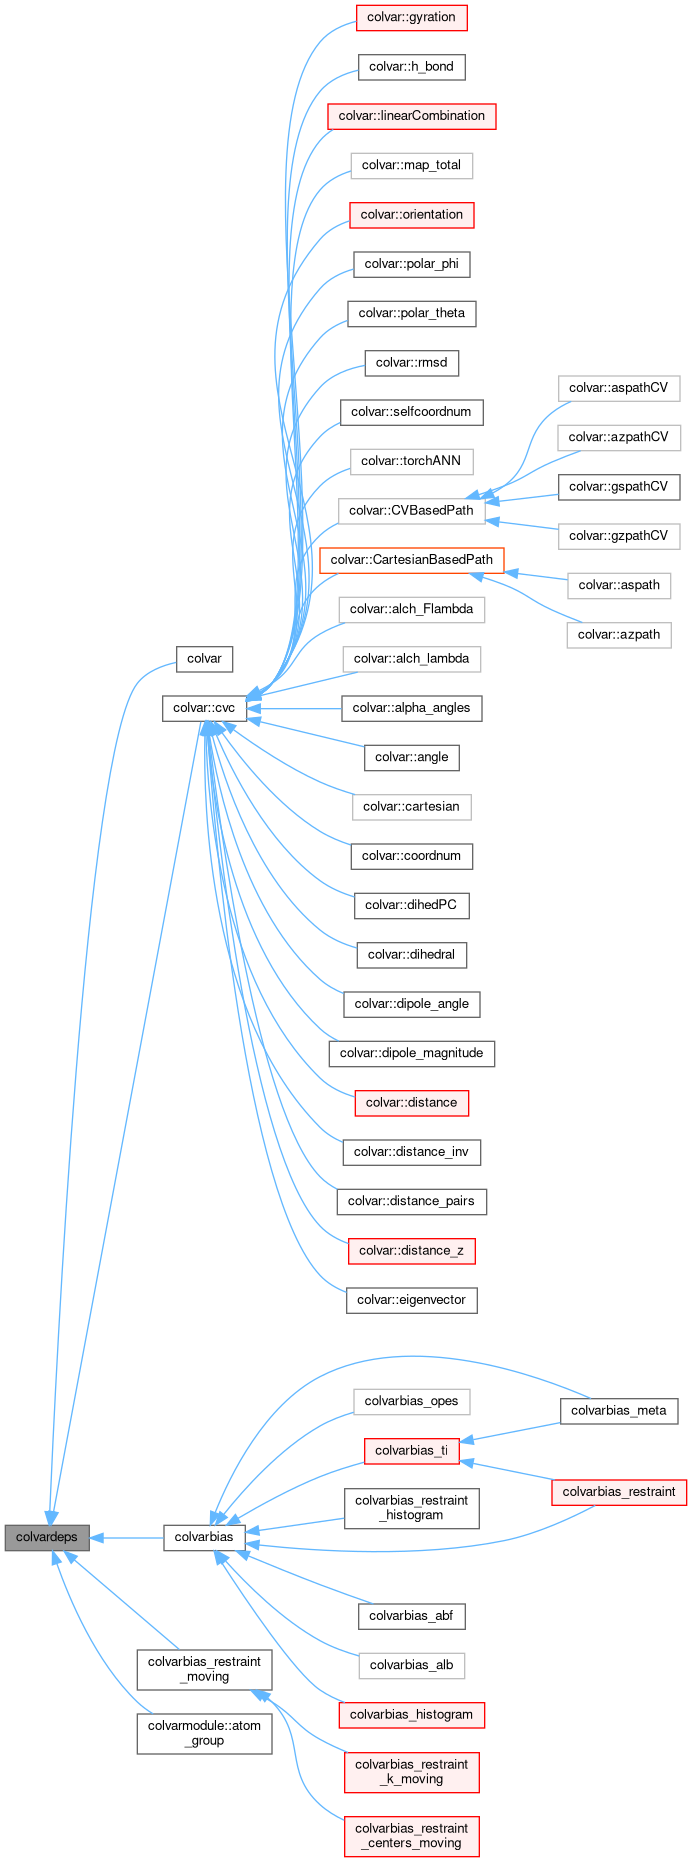 colvar::gyration
colvar::h_bond
colvar::linearCombination
colvar::map_total
colvar::orientation
colvar::polar_phi
colvar::polar_theta
colvar::rmsd
colvar::selfcoordnum
colvar::torchANN
colvar::CVBasedPath
colvar::aspathCV
colvar::azpathCV
colvar::gspathCV
colvar::gzpathCV
colvar::CartesianBasedPath
colvar::aspath
colvar::azpath
colvar::alch_Flambda
colvar::alch_lambda
colvar
colvar::cvc
colvar::alpha_angles
colvar::angle
colvar::cartesian
colvar::coordnum
colvar::dihedPC
colvar::dihedral
colvar::dipole_angle
colvar::dipole_magnitude
colvar::distance
colvar::distance_inv
colvar::distance_pairs
colvar::distance_z
colvar::eigenvector
colvarbias_opes
colvarbias_meta
colvarbias_ti
colvarbias_restraint
colvarbias_restraint
_histogram
colvardeps
colvarbias
colvarbias_abf
colvarbias_alb
colvarbias_histogram
colvarbias_restraint
_moving
colvarmodule::atom
_group
colvarbias_restraint
_k_moving
colvarbias_restraint
_centers_moving